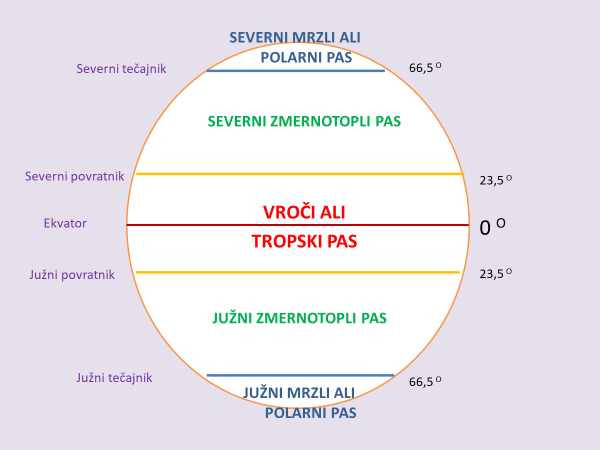 SEVERNI MRZLI ALI
POLARNI PAS
Severni tečajnik
66,5 O
SEVERNI ZMERNOTOPLI PAS
Severni povratnik
23,5 O
VROČI ALI
Ekvator
0 O
TROPSKI PAS
Južni povratnik
23,5 O
JUŽNI ZMERNOTOPLI PAS
Južni tečajnik
66,5 O
JUŽNI MRZLI ALI
POLARNI PAS